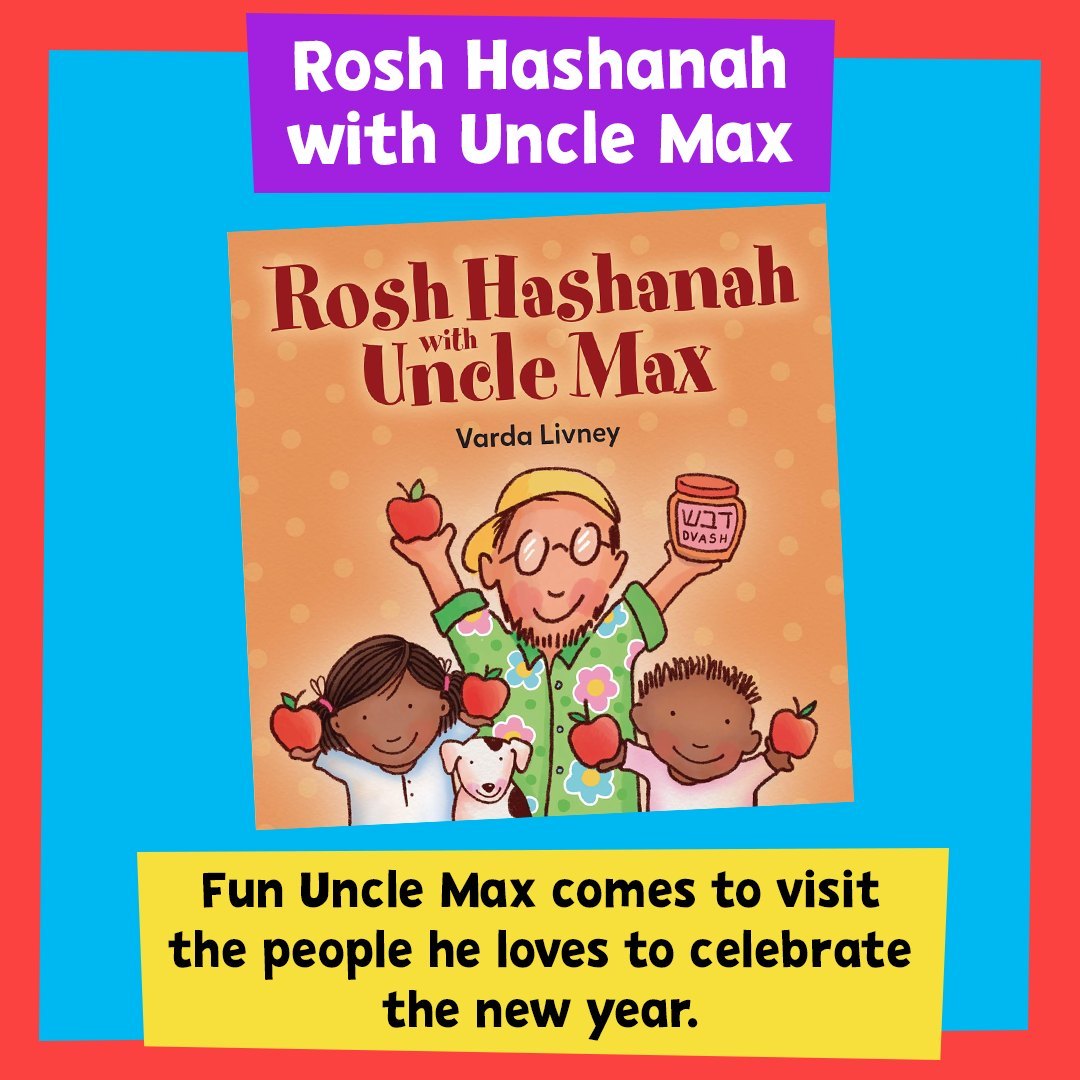 Rosh Hashanah
with Uncle Max
Rosh Hashanah
with
Uncle Max
Varda Livney
דבש
DVASH
Fun Uncle Max comes to visit
the people he loves to celebrate
the new year.